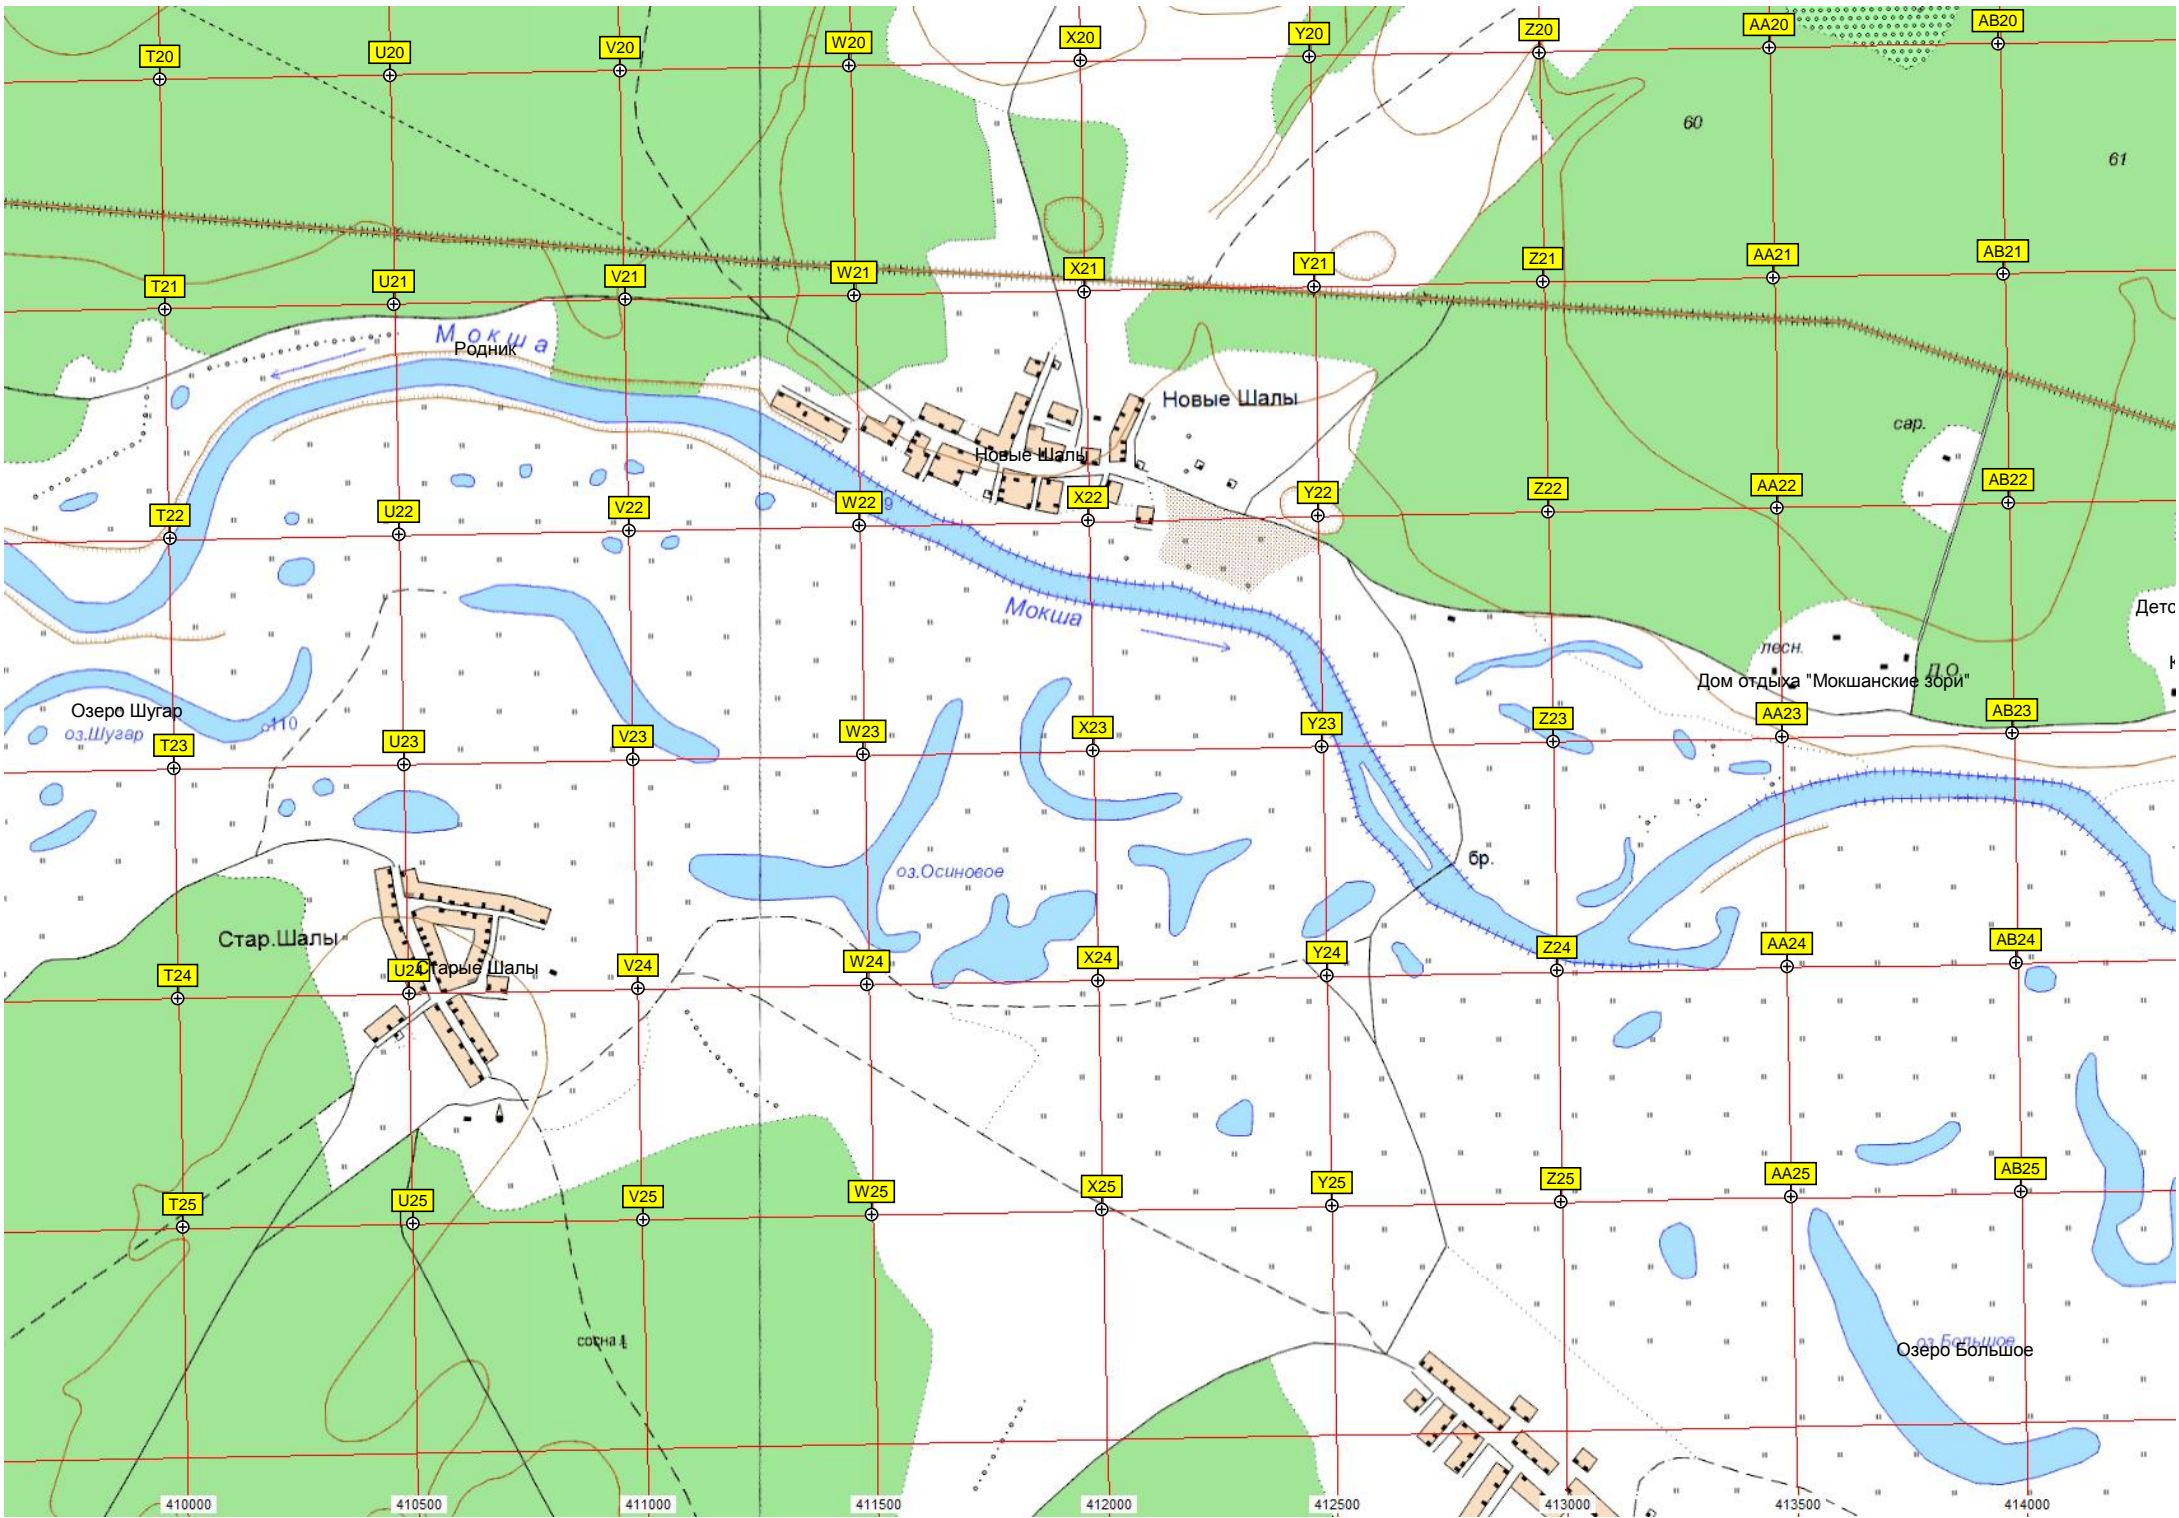 T20 U20 V20 W20 X20 Y20 Z20 AA20 AB20
60
61
T21 U21 V21 W21 X21 Y21 Z21 AA21 AB21
Мокша
Родник
Новые Шалы
сар.
Новые Шалы
T22 U22 V22 W22 X22 Y22 Z22 AA22 AB22
9
Мокша
Детс
лесн.
Д.О.
К
Дом отдыха "Мокшанские зори"
Озеро Шугар
оз.Шугар
110
T23 U23 V23 W23 X23 Y23 Z23 AA23 AB23
бр.
оз.Осиновое
Стар.Шалы
Старые Шалы
T24 U24 V24 W24 X24 Y24 Z24 AA24 AB24
T25 U25 V25 W25 X25 Y25 Z25 AA25 AB25
сосна
оз.Большое
Озеро Большое
410000 410500 411000 411500 412000 412500 413000 413500 414000